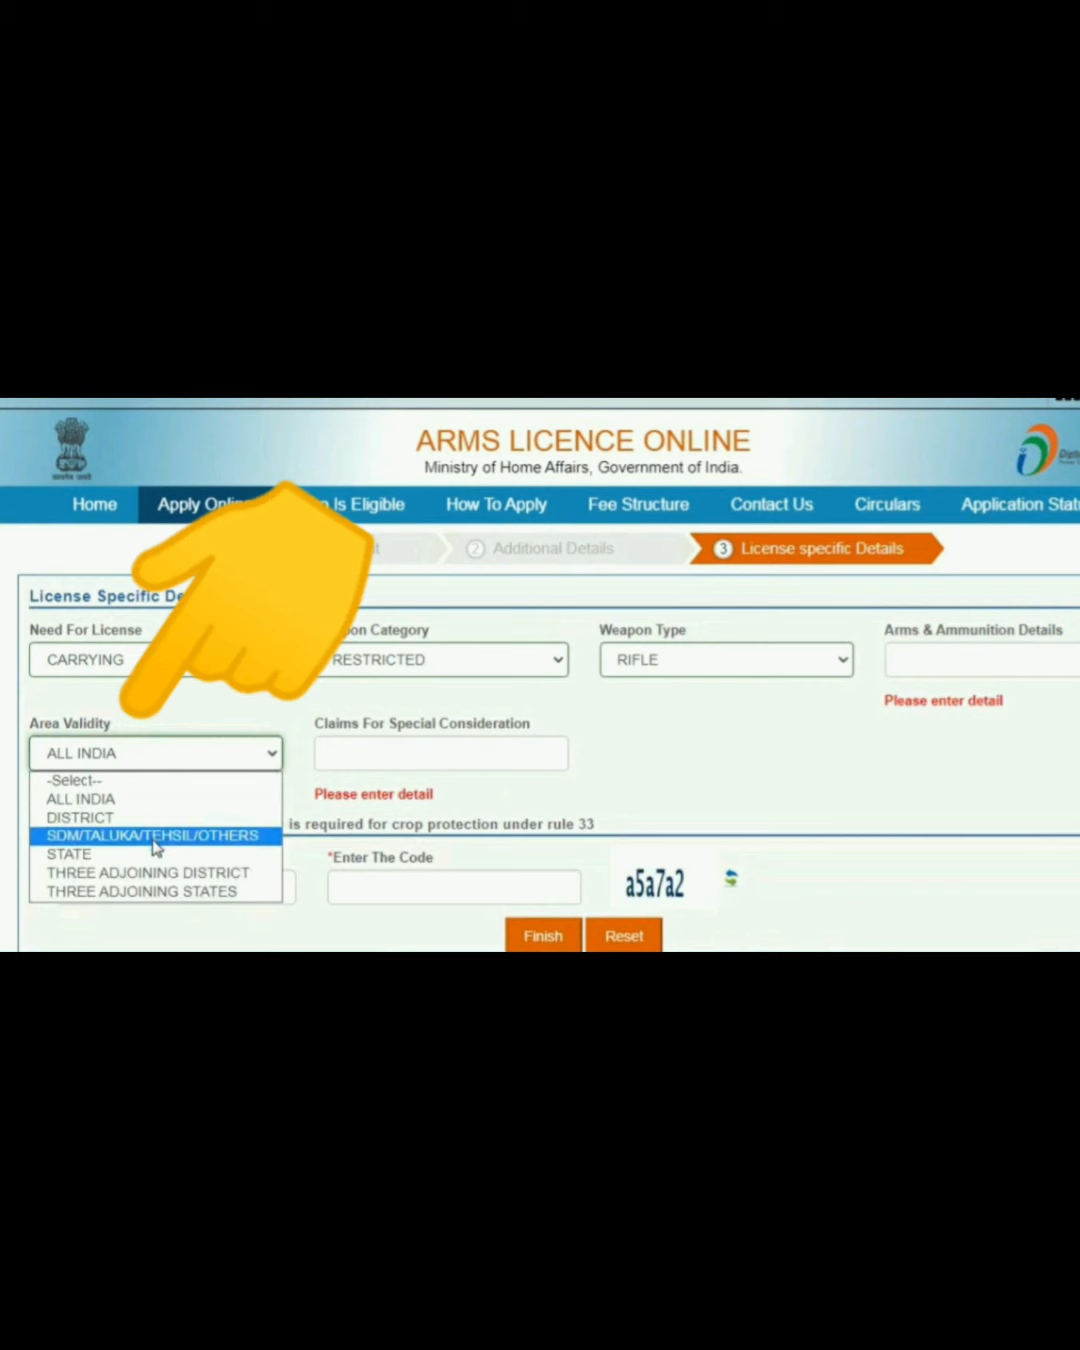 ARMS LICENCE ONLINE
Ministry of Home Affairs, Government of India.
Home Apply Online Is Eligible How To Apply Fee Structure Contact Us Circulars Application
2 Additional Details 3 License specific Details
License Specific
Need For License Category Weapon Type Arms & Ammunition Details
CARRYING RESTRICTED RIFLE
Please enter detail
Area Validity Claims For Special Consideration
ALL INDIA
-Select--
Please enter detail
ALL INDIA
DISTRICT
is required for crop protection under rule 33
SDM/TALUKA/TEHSIL/OTHERS
STATE
*Enter The Code
THREE ADJOINING DISTRICT
a5a7a2
THREE ADJOINING STATES
Finish Reset